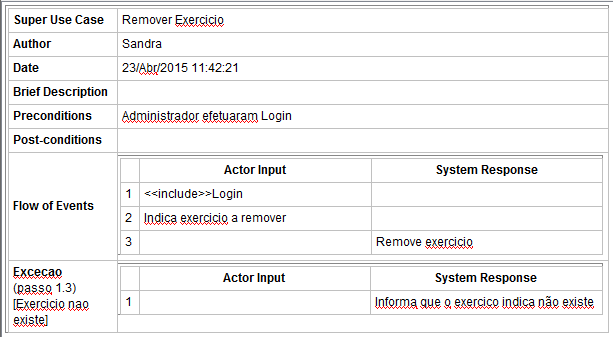 Super Use Case Remover Exercicio
Author Sandra
Date 23/Abr/2015 11:42:21
Brief Description
Preconditions Administrador efetuaram Login
Post-conditions
Flow of Events
Actor Input System Response
1 <<include>>Login
2 Indica exercicio a remover
3 Remove exercicio
Excecao
(passo 1.3)
[Exercicio nao
existe]
Actor Input System Response
1 Informa que o exercico indica não existe